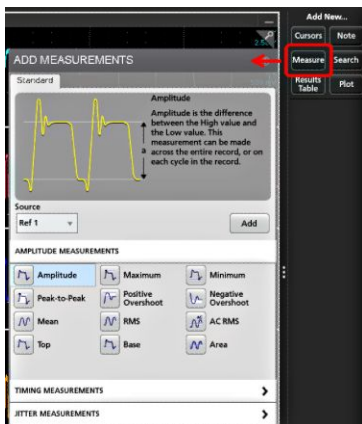 Add New...
Cursors Note
Measure Search
Results Table Plot
ADD MEASUREMENTS
Standard
Amplitude
Amplitude is the difference
between the High value and
the Low value. This
measurement can be made
a across the entire record, or on
each cycle in the record.
Source
Ref 1 Add
AMPLITUDE MEASUREMENTS
Amplitude Maximum Minimum
Peak-to-Peak Positive Overshoot Negative Overshoot
Mean RMS AC RMS
Top Base Area
TIMING MEASUREMENTS
JITTER MEASUREMENTS